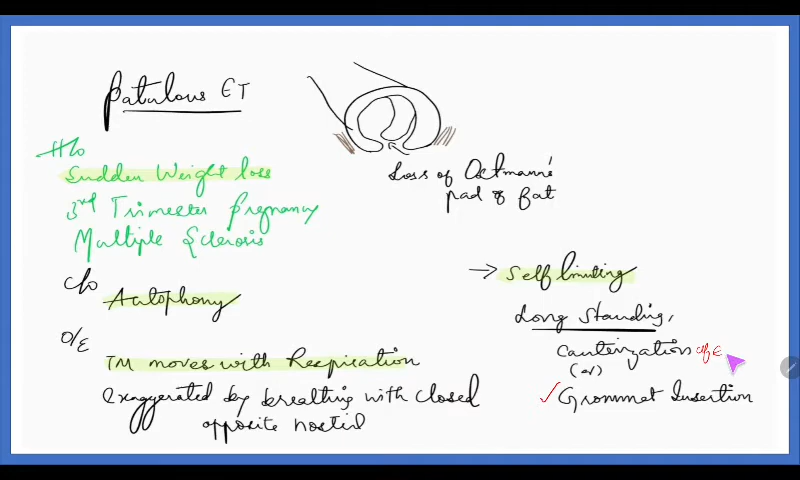 Patulous ET
H/o
Sudden Weight loss
3rd Trimester Pregnancy
Multiple Sclerosis
Loss of Ostmann's
pad of fat
c/o
Autophony
O/E
TM moves with Respiration
Exaggerated by breathing with closed
opposite nostril
→ Self limiting
Long Standing,
Cauterization of E
(or)
✓ Grommet Insertion